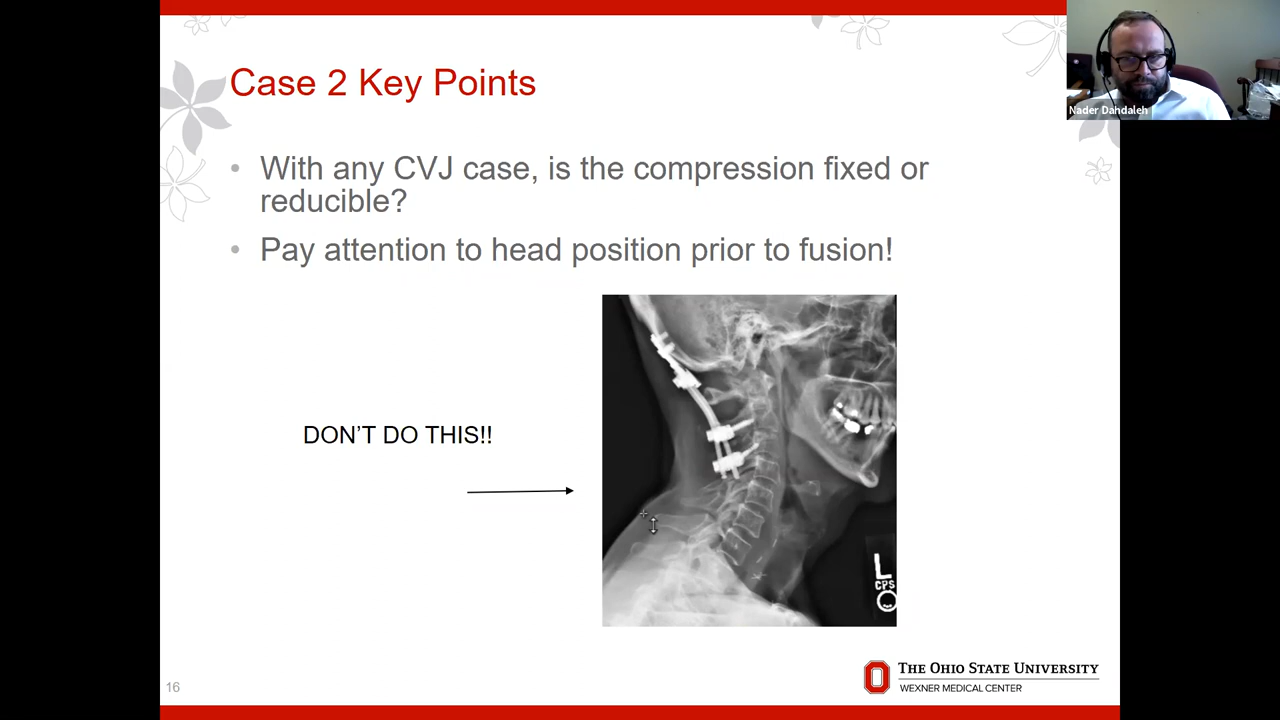 Case 2 Key Points
Nader Dahdaleh
• With any CVJ case, is the compression fixed or
reducible?
• Pay attention to head position prior to fusion!
DON'T DO THIS!!
L
CPS
O
THE OHIO STATE UNIVERSITY
WEXNER MEDICAL CENTER
16